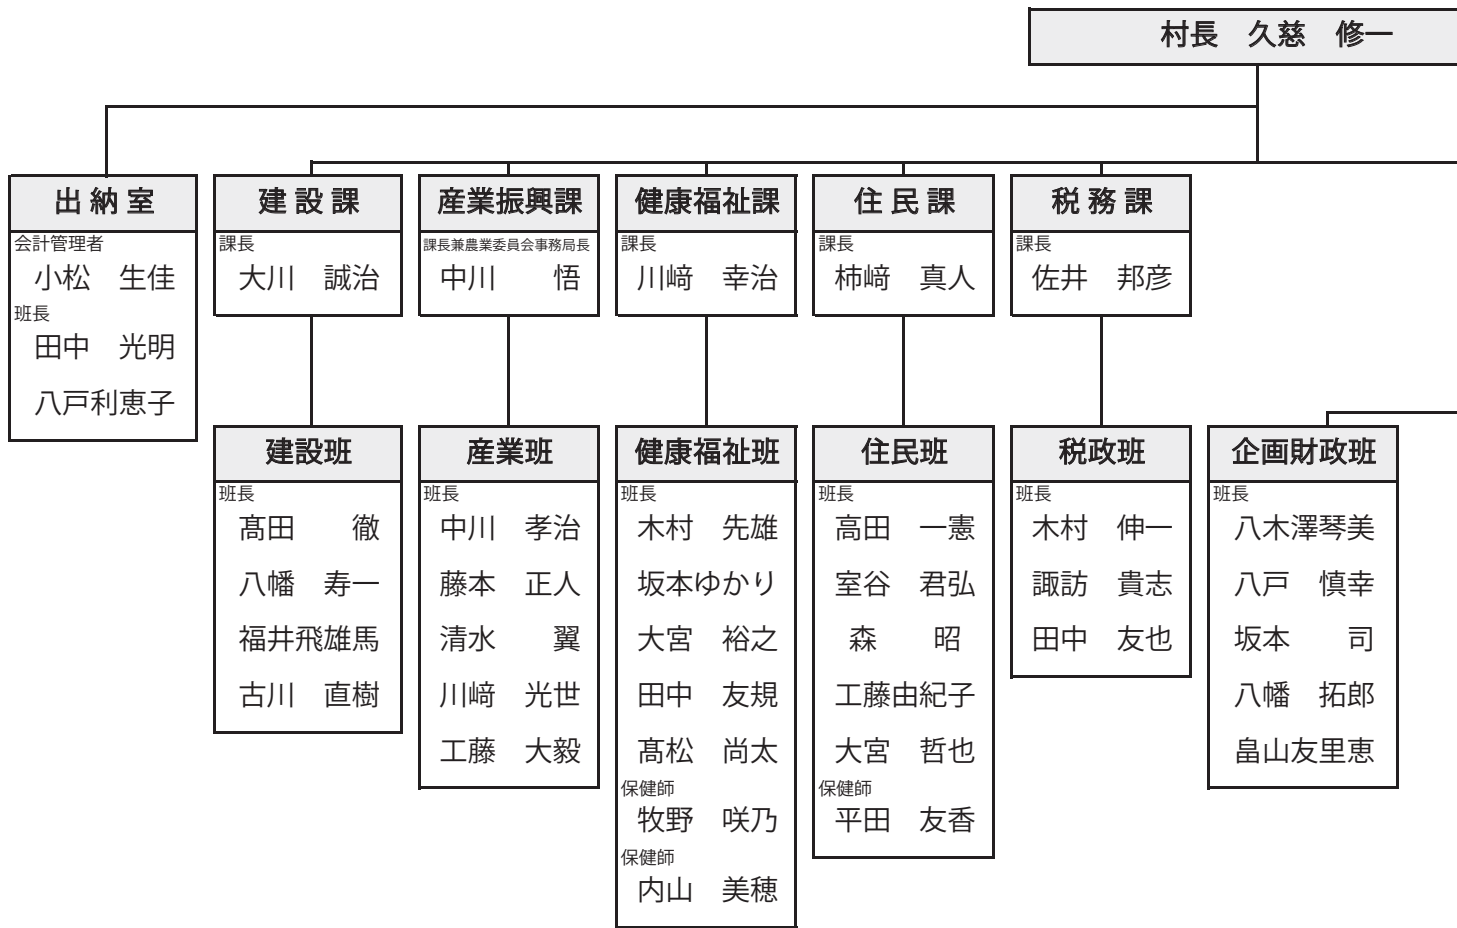 村長　久慈　修一
出納室
会計管理者
小松　生佳
班長
田中　光明
八戸利恵子
建設課
課長
大川　誠治
産業振興課
課長兼農業委員会事務局長
中川　　悟
健康福祉課
課長
川﨑　幸治
住民課
課長
柿﨑　真人
税務課
課長
佐井　邦彦
建設班
班長
髙田　　徹
八幡　寿一
福井飛雄馬
古川　直樹
産業班
班長
中川　孝治
藤本　正人
清水　　翼
川﨑　光世
工藤　大毅
健康福祉班
班長
木村　先雄
坂本ゆかり
大宮　裕之
田中　友規
髙松　尚太
保健師
牧野　咲乃
保健師
内山　美穂
住民班
班長
高田　一憲
室谷　君弘
森　　昭
工藤由紀子
大宮　哲也
保健師
平田　友香
税政班
班長
木村　伸一
諏訪　貴志
田中　友也
企画財政班
班長
八木澤琴美
八戸　慎幸
坂本　　司
八幡　拓郎
畠山友里恵